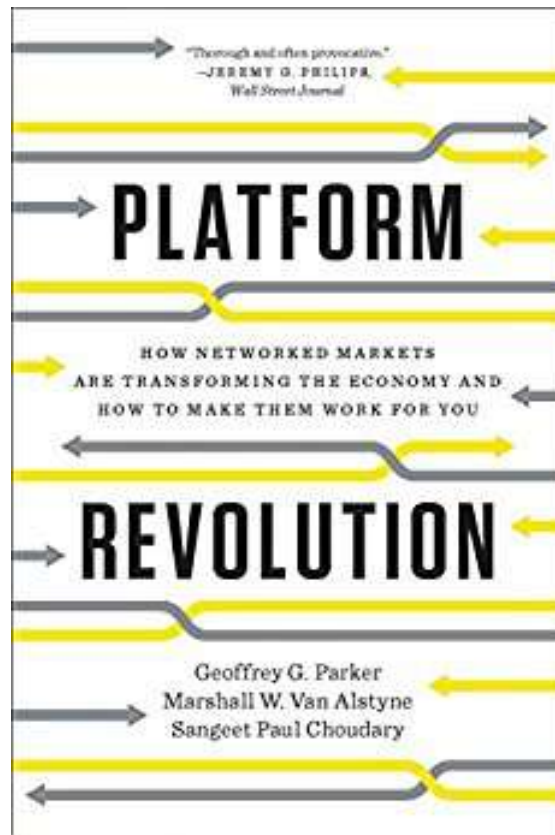 "Thorough and often provocative."
—JEREMY G. PHILIPS,
Wall Street Journal
PLATFORM
HOW NETWORKED MARKETS
ARE TRANSFORMING THE ECONOMY AND
HOW TO MAKE THEM WORK FOR YOU
REVOLUTION
Geoffrey G. Parker
Marshall W. Van Alstyne
Sangeet Paul Choudary